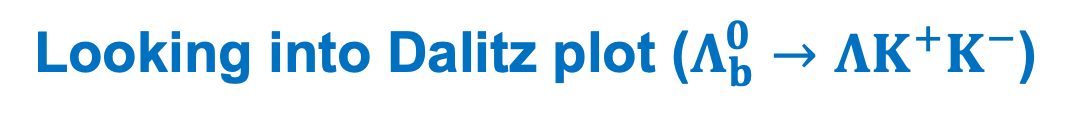 Looking into Dalitz plot (Λ⁰_b → ΛK⁺K⁻)